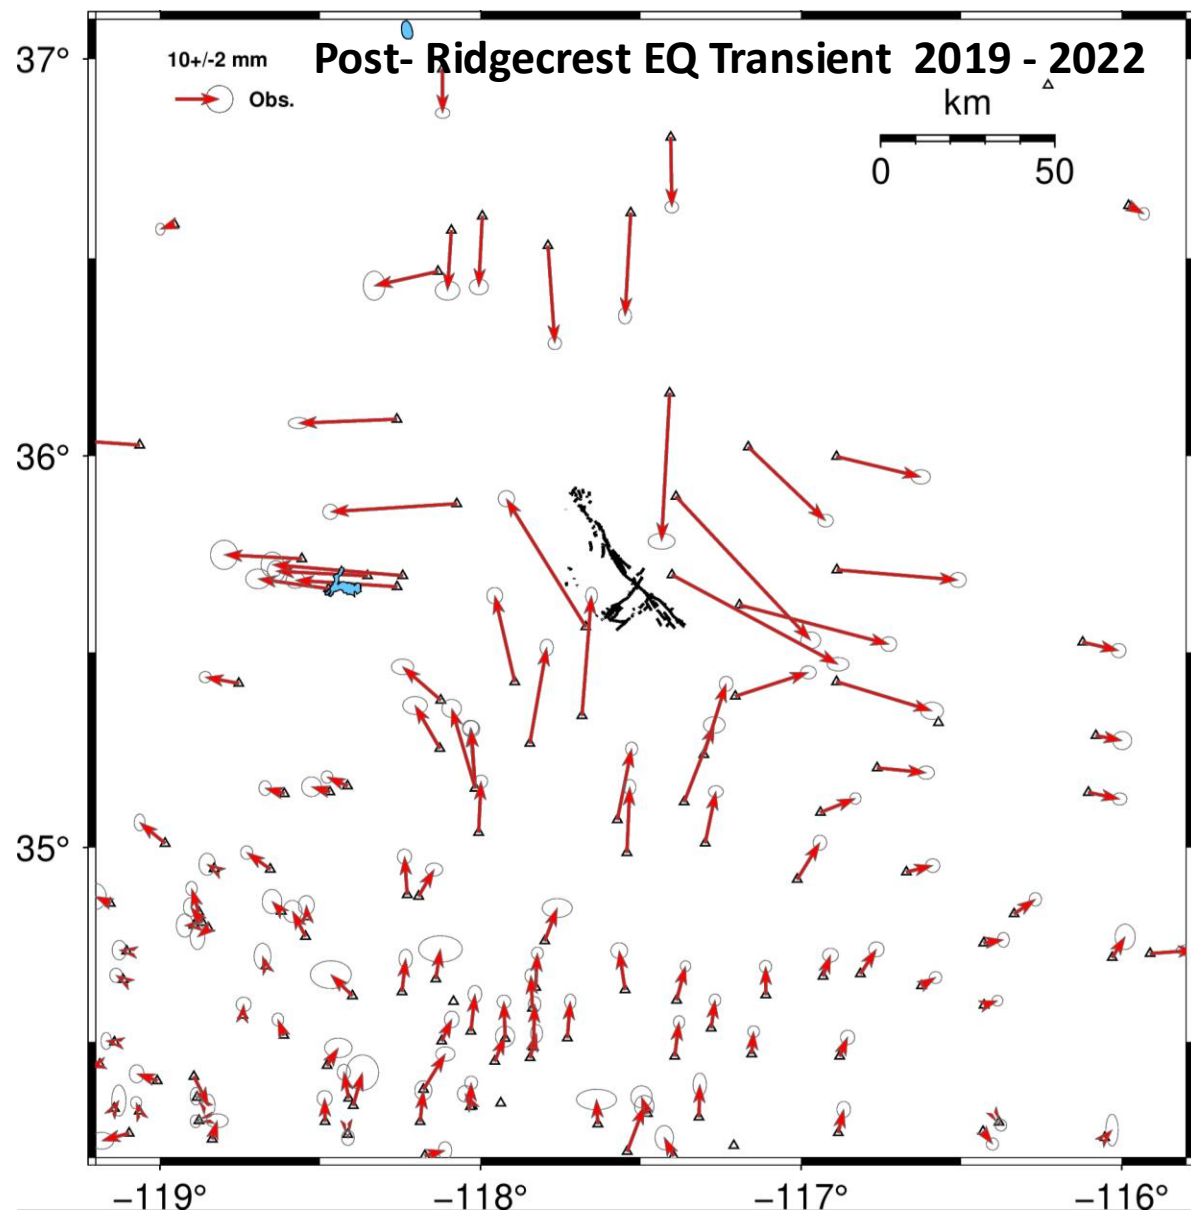 Post- Ridgecrest EQ Transient 2019 - 2022
10+/-2 mm
Obs.
km
0 50
37°
36°
35°
−119° −118° −117° −116°